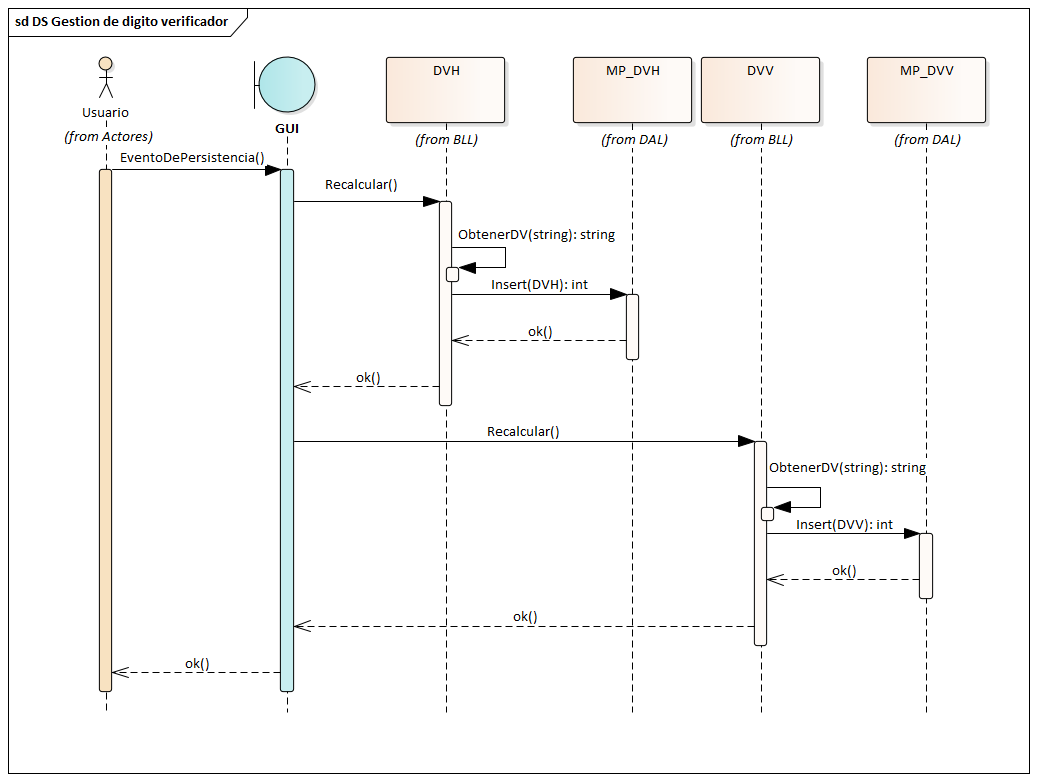 sd DS Gestion de digito verificador
DVH
MP_DVH
DVV
MP_DVV
Usuario
GUI
(from Actores)
(from BLL)
(from DAL)
(from BLL)
(from DAL)
EventoDePersistencia()
Recalcular()
ObtenerDV(string): string
Insert(DVH): int
ok()
ok()
Recalcular()
ObtenerDV(string): string
Insert(DVV): int
ok()
ok()
ok()